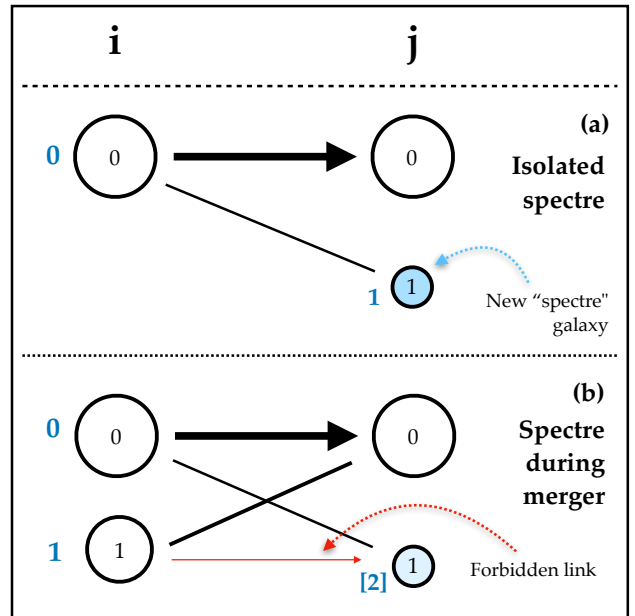 i j
(a)
0 0 0
Isolated
spectre
1 1
New “spectre"
galaxy
(b)
0 0 0
Spectre
during
merger
1 1
[2] 1
Forbidden link